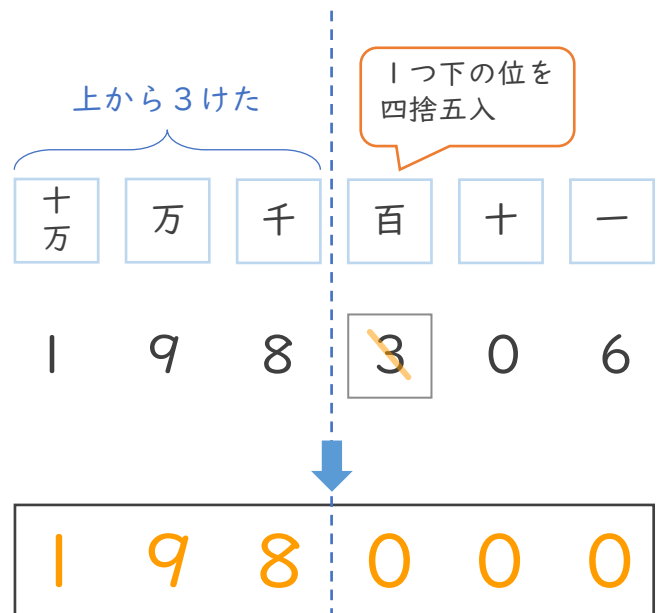 上から３けた
１つ下の位を
四捨五入
十万 万 千 百 十 一
1 9 8 3 0 6
1 9 8 0 0 0